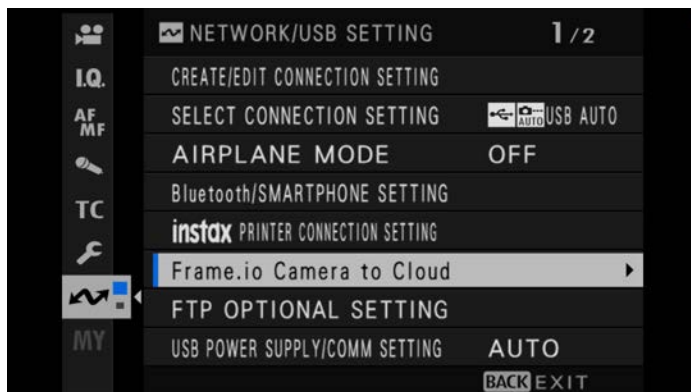 NETWORK/USB SETTING 1/2
I.Q. CREATE/EDIT CONNECTION SETTING
AF MF SELECT CONNECTION SETTING AUTO USB AUTO
AIRPLANE MODE OFF
Bluetooth/SMARTPHONE SETTING
TC instax PRINTER CONNECTION SETTING
Frame.io Camera to Cloud
FTP OPTIONAL SETTING
MY USB POWER SUPPLY/COMM SETTING AUTO
BACK EXIT